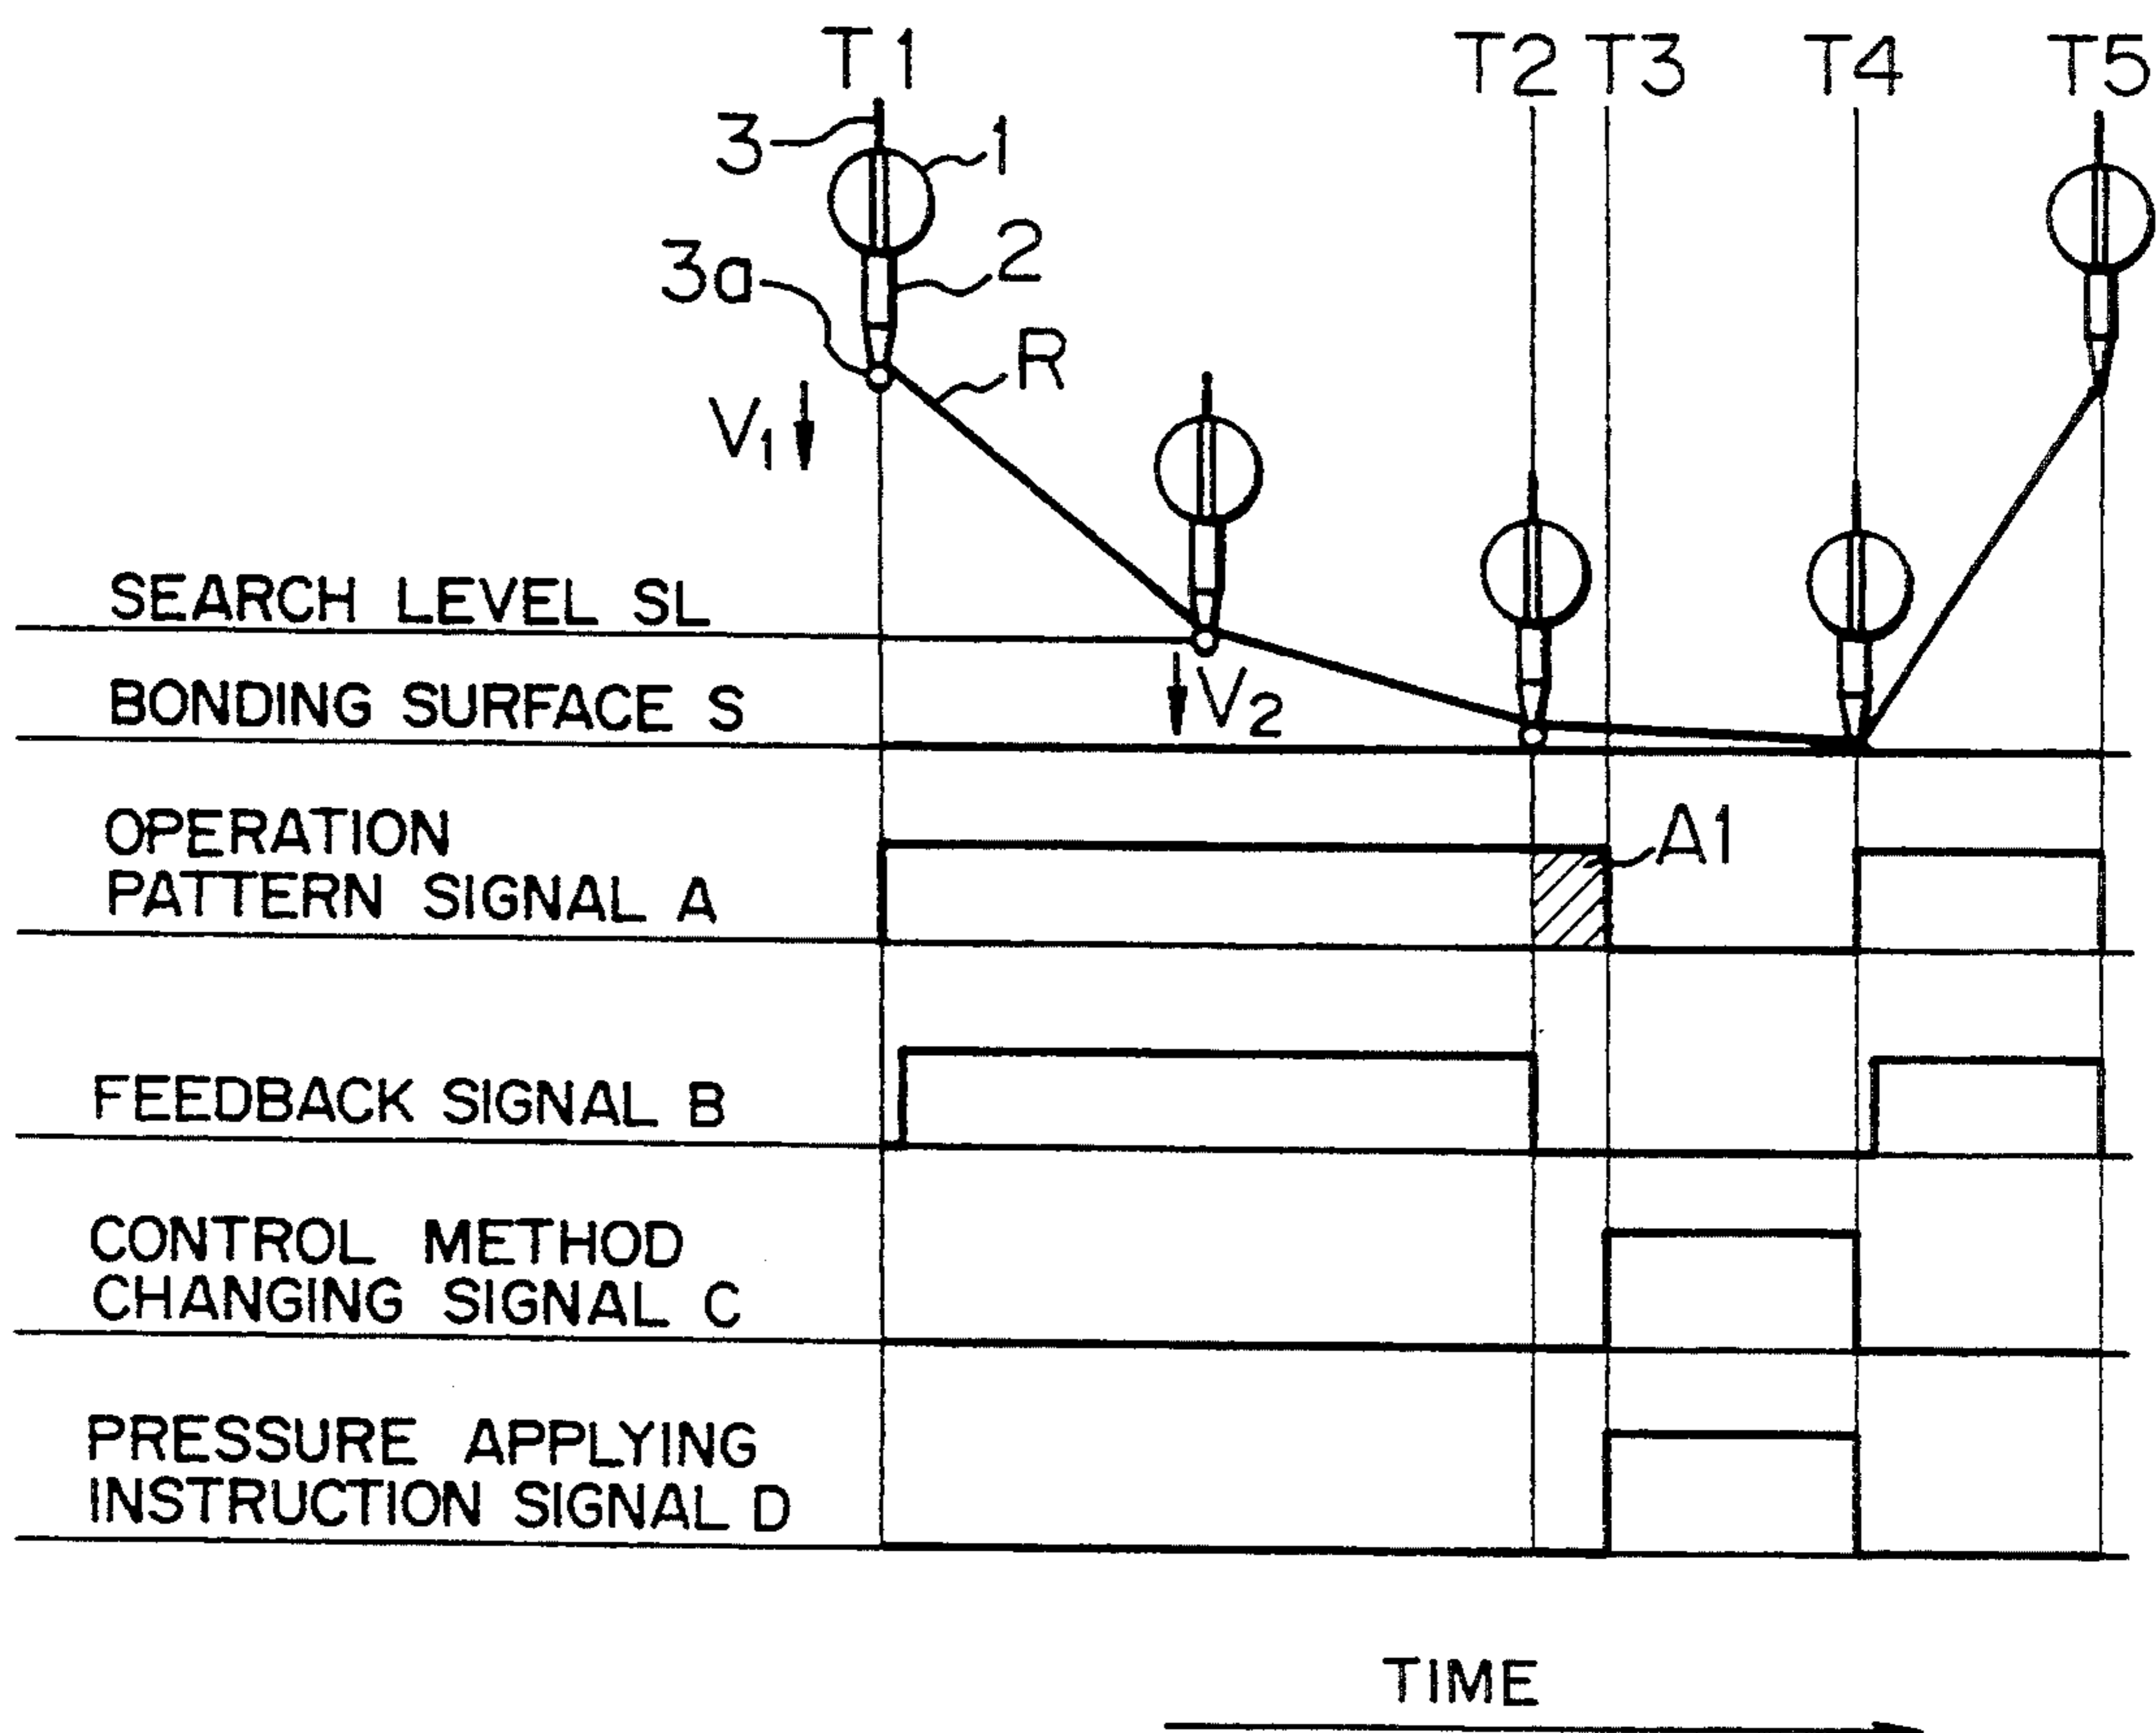 T1 T2 T3 T4 T5
3 1
3a 2
R
V1
SEARCH LEVEL SL
BONDING SURFACE S
V2
OPERATION
PATTERN SIGNAL A
A1
FEEDBACK SIGNAL B
CONTROL METHOD
CHANGING SIGNAL C
PRESSURE APPLYING
INSTRUCTION SIGNAL D
TIME